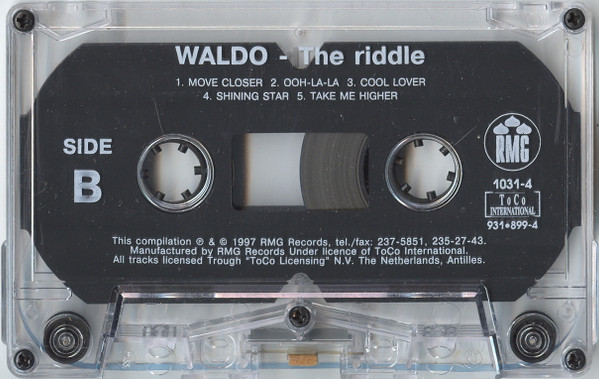 WALDO - The riddle
1. MOVE CLOSER 2. OOH-LA-LA 3. COOL LOVER
4. SHINING STAR 5. TAKE ME HIGHER
SIDE
B
RMG
1031-4
ToCo
INTERNATIONAL
931•899-4
This compilation ℗ & © 1997 RMG Records, tel./fax: 237-5851, 235-27-43.
Manufactured by RMG Records Under licence of ToCo International.
All tracks licensed Trough "ToCo Licensing" N.V. The Netherlands, Antilles.